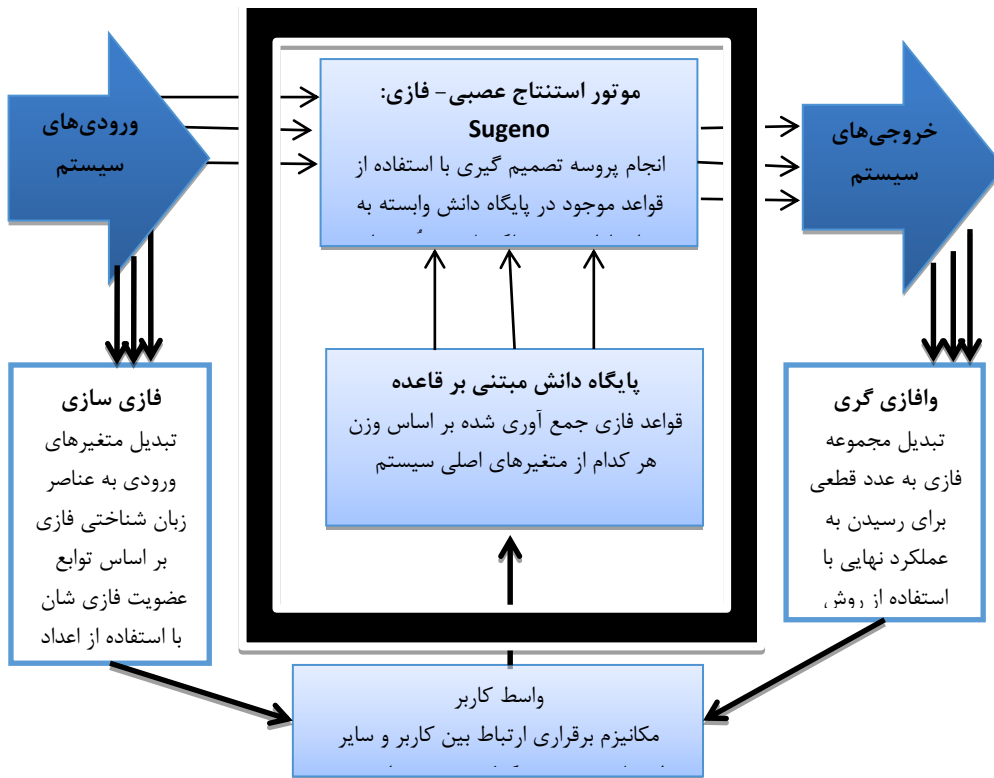 ورودی‌های
سیستم
موتور استنتاج عصبی- فازی:
Sugeno
انجام پروسه تصمیم گیری با استفاده از
قواعد موجود در پایگاه دانش وابسته به
خروجی‌های
سیستم
فازی سازی
تبدیل متغیرهای
ورودی به عناصر
زبان شناختی فازی
بر اساس توابع
عضویت فازی شان
با استفاده از اعداد
پایگاه دانش مبتنی بر قاعده
قواعد فازی جمع آوری شده بر اساس وزن
هر کدام از متغیرهای اصلی سیستم
وافازی گری
تبدیل مجموعه
فازی به عدد قطعی
برای رسیدن به
عملکرد نهایی با
استفاده از روش
واسط کاربر
مکانیزم برقراری ارتباط بین کاربر و سایر